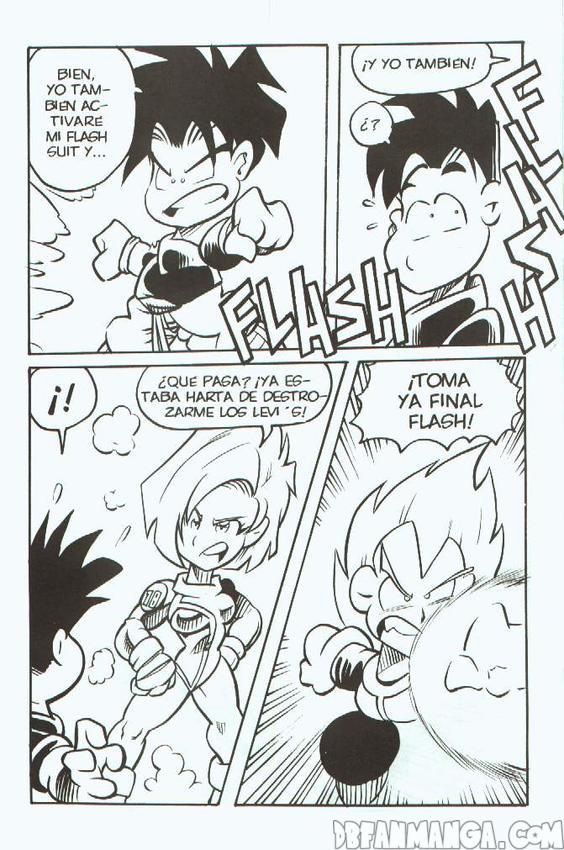 BIEN,
YO TAM-
BIEN AC-
TIVARE
MI FLASH
SUIT Y...
¡Y YO TAMBIEN!
¿?
FLASH
FLASH
¡!
¿QUE PASA? ¡YA ES-
TABA HARTA DE DESTRO-
ZARME LOS LEVI´S!
¡TOMA
YA FINAL
FLASH!
DBFANMANGA.COM